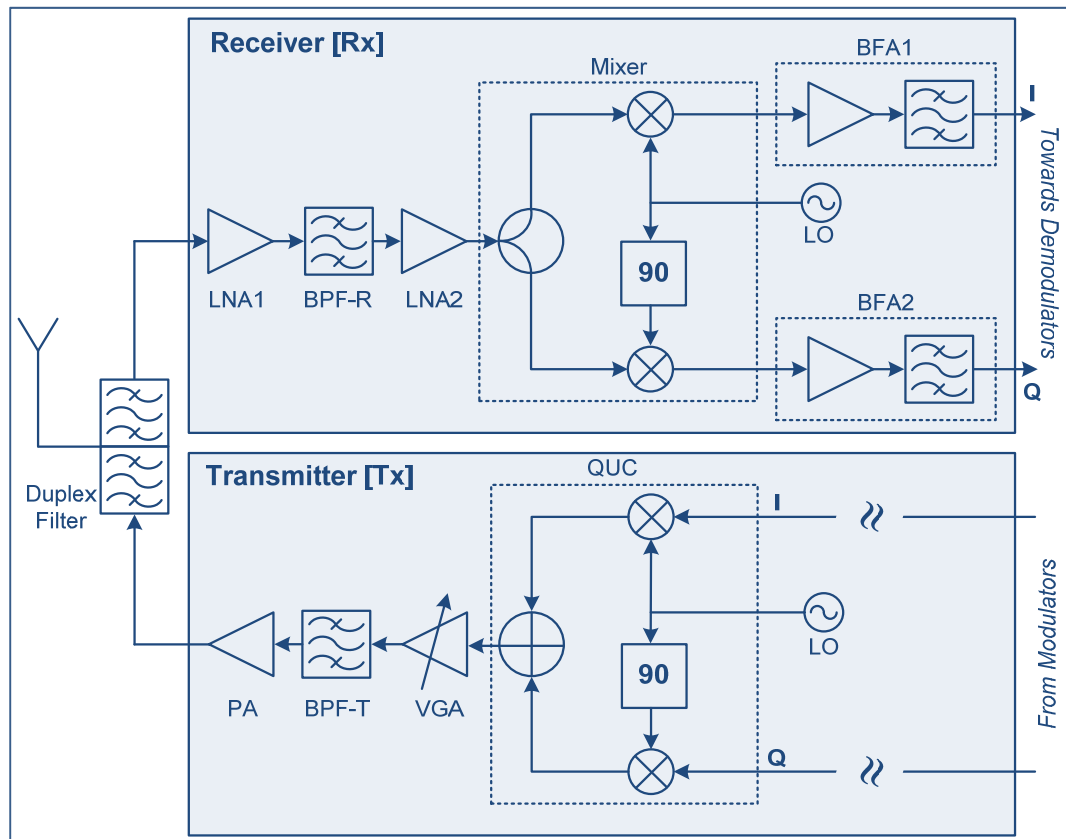 Receiver [Rx]
Mixer
BFA1
I
LNA1
BPF-R
LNA2
90
LO
BFA2
Q
Towards Demodulators
Duplex
Filter
Transmitter [Tx]
QUC
I
PA
BPF-T
VGA
90
LO
Q
From Modulators